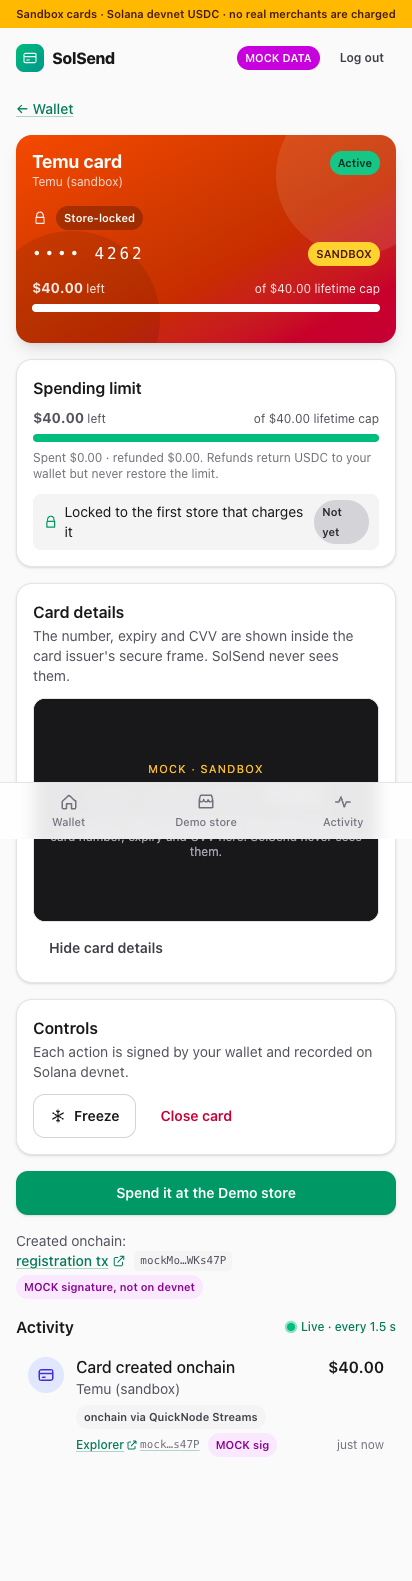 Sandbox cards · Solana devnet USDC · no real merchants are charged
SolSend
MOCK DATA
Log out
← Wallet
Temu card
Active
Temu (sandbox)
Store-locked
•••• 4262
SANDBOX
$40.00 left
of $40.00 lifetime cap
Spending limit
$40.00 left
of $40.00 lifetime cap
Spent $0.00 · refunded $0.00. Refunds return USDC to your
wallet but never restore the limit.
Locked to the first store that charges
it
Not
yet
Card details
The number, expiry and CVV are shown inside the
card issuer's secure frame. SolSend never sees
them.
MOCK · SANDBOX
Wallet
Demo store
Activity
them.
Hide card details
Controls
Each action is signed by your wallet and recorded on
Solana devnet.
Freeze
Close card
Spend it at the Demo store
Created onchain:
registration tx
mockMo…WKs47P
MOCK signature, not on devnet
Activity
Live · every 1.5 s
Card created onchain
$40.00
Temu (sandbox)
onchain via QuickNode Streams
Explorer
mock…s47P
MOCK sig
just now